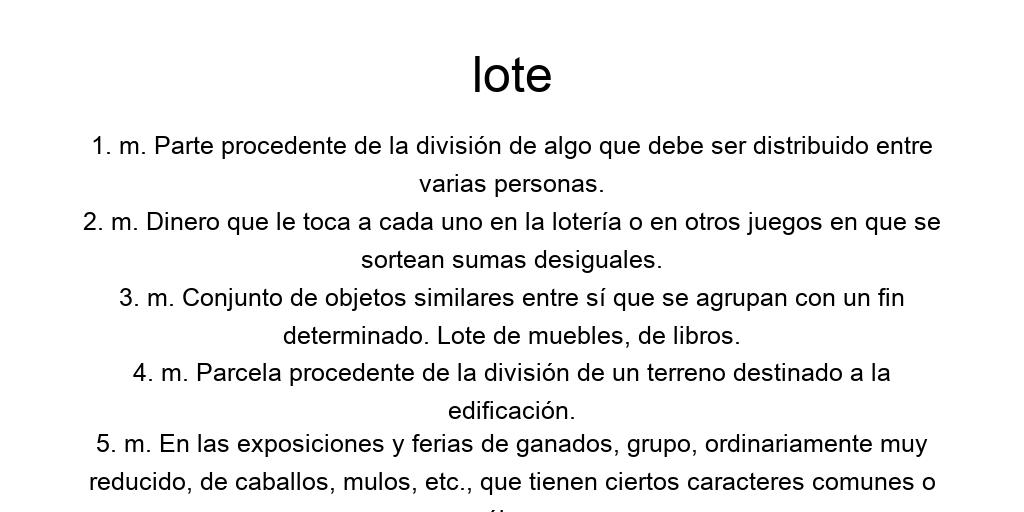 lote
1. m. Parte procedente de la división de algo que debe ser distribuido entre
varias personas.
2. m. Dinero que le toca a cada uno en la lotería o en otros juegos en que se
sortean sumas desiguales.
3. m. Conjunto de objetos similares entre sí que se agrupan con un fin
determinado. Lote de muebles, de libros.
4. m. Parcela procedente de la división de un terreno destinado a la
edificación.
5. m. En las exposiciones y ferias de ganados, grupo, ordinariamente muy
reducido, de caballos, mulos, etc., que tienen ciertos caracteres comunes o